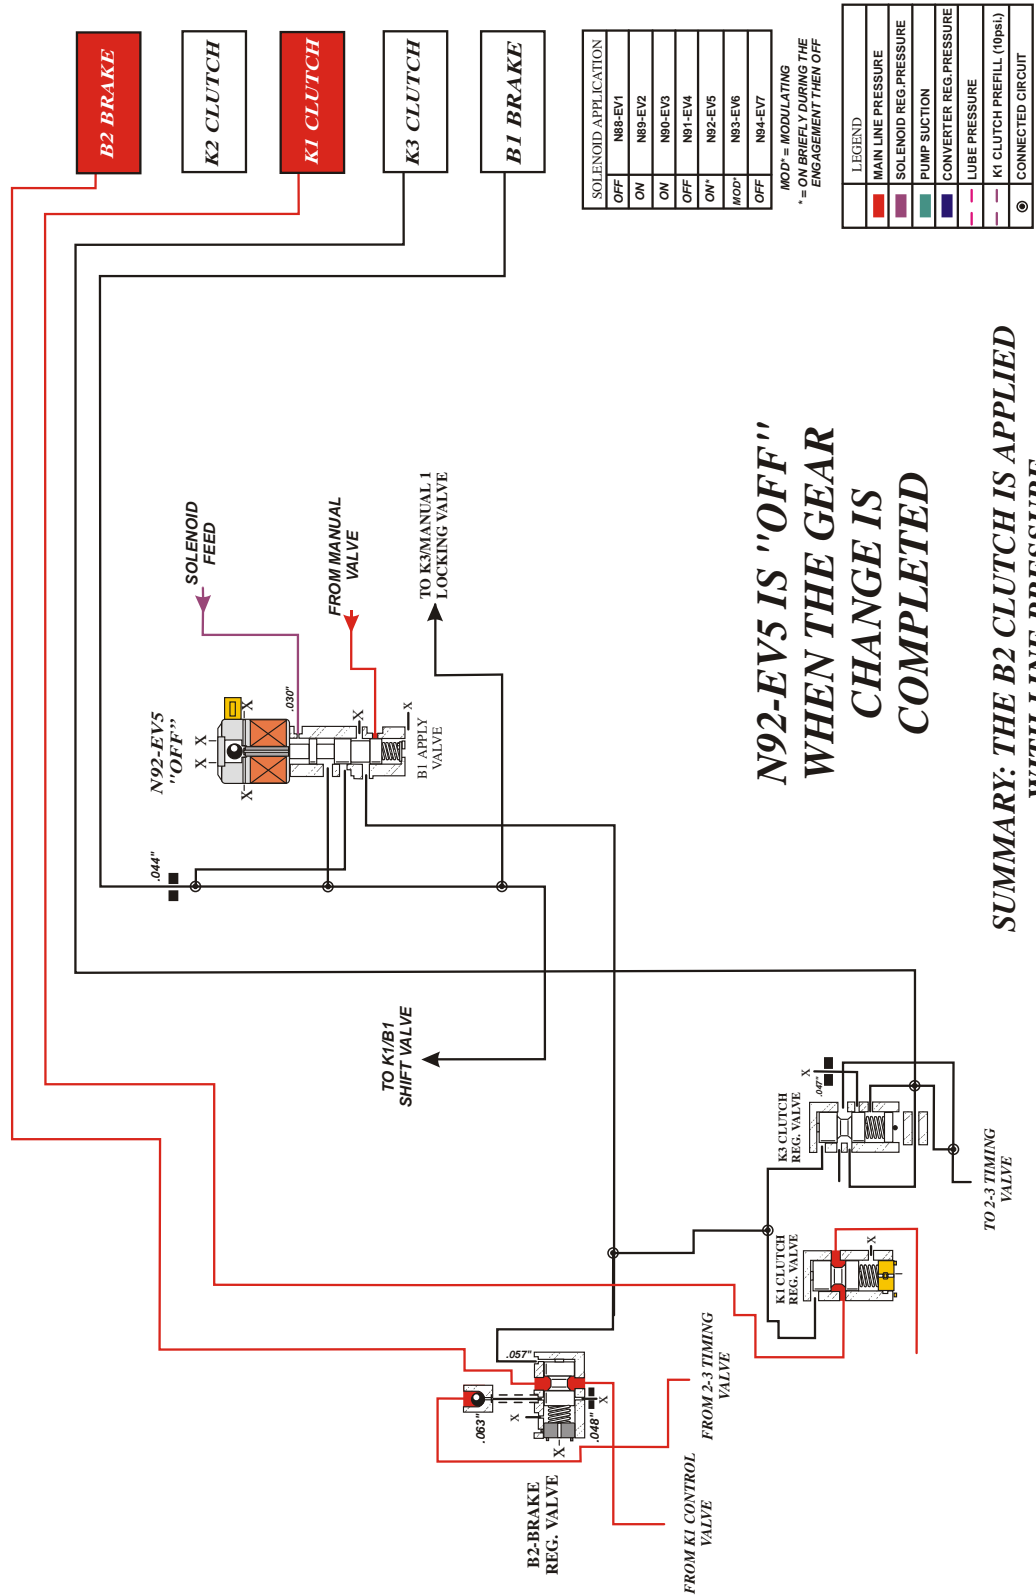 B2 BRAKE
K2 CLUTCH
K1 CLUTCH
K3 CLUTCH
B1 BRAKE
SOLENOID APPLICATION
OFF N88-EV1
ON N89-EV2
ON N90-EV3
OFF N91-EV4
ON* N92-EV5
MOD* N93-EV6
OFF N94-EV7
MOD* = MODULATING
* = ON BRIEFLY DURING THE
ENGAGEMENT THEN OFF
LEGEND
MAIN LINE PRESSURE
SOLENOID REG.PRESSURE
PUMP SUCTION
CONVERTER REG.PRESSURE
LUBE PRESSURE
K1 CLUTCH PREFILL (10psi.)
CONNECTED CIRCUIT
SOLENOID
FEED
FROM MANUAL
VALVE
TO K3/MANUAL 1
LOCKING VALVE
N92-EV5
"OFF"
X
X
X
X
.030"
X
X
B1 APPLY
VALVE
.044"
N92-EV5 IS "OFF"
WHEN THE GEAR
CHANGE IS
COMPLETED
SUMMARY: THE B2 CLUTCH IS APPLIED
WITH LINE PRESSURE
TO K1/B1
SHIFT VALVE
K3 CLUTCH
REG. VALVE
X
.047"
TO 2-3 TIMING
VALVE
K1 CLUTCH
REG. VALVE
X
.057"
.063"
X
X
.048"
X
B2-BRAKE
REG. VALVE
FROM 2-3 TIMING
VALVE
FROM K1 CONTROL
VALVE